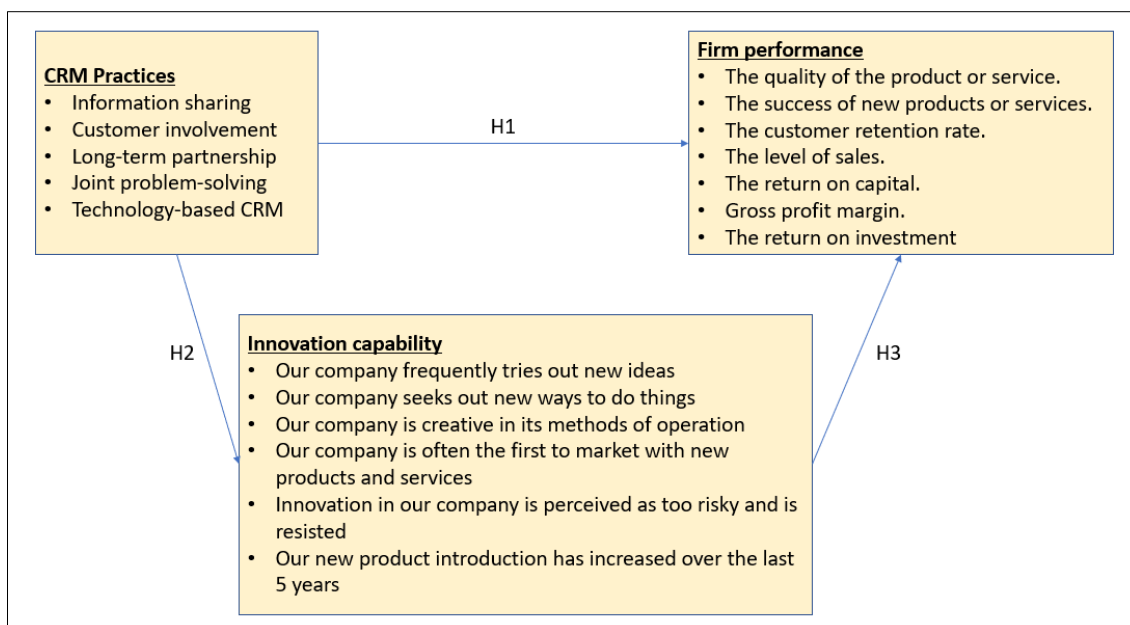 CRM Practices
• Information sharing
• Customer involvement
• Long-term partnership
• Joint problem-solving
• Technology-based CRM
H1
Firm performance
• The quality of the product or service.
• The success of new products or services.
• The customer retention rate.
• The level of sales.
• The return on capital.
• Gross profit margin.
• The return on investment
H2
Innovation capability
• Our company frequently tries out new ideas
• Our company seeks out new ways to do things
• Our company is creative in its methods of operation
• Our company is often the first to market with new
products and services
• Innovation in our company is perceived as too risky and is
resisted
• Our new product introduction has increased over the last
5 years
H3